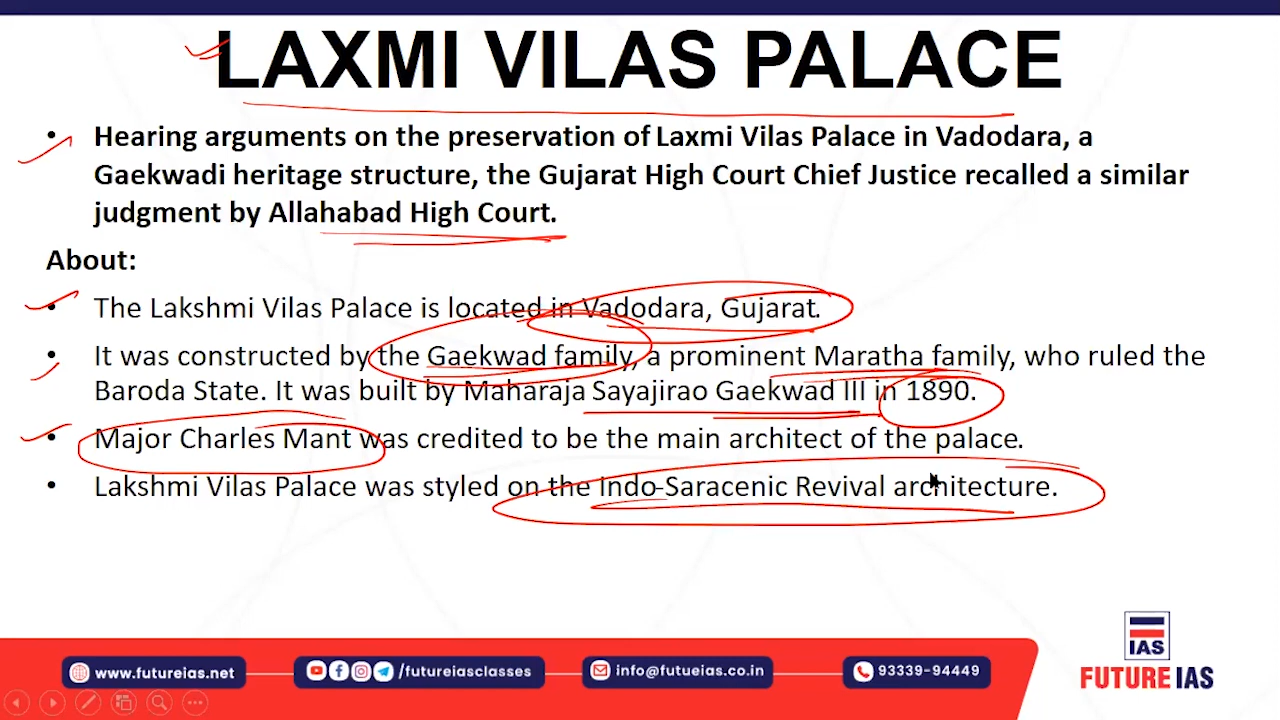 LAXMI VILAS PALACE
• Hearing arguments on the preservation of Laxmi Vilas Palace in Vadodara, a
Gaekwadi heritage structure, the Gujarat High Court Chief Justice recalled a similar
judgment by Allahabad High Court.
About:
• The Lakshmi Vilas Palace is located in Vadodara, Gujarat.
• It was constructed by the Gaekwad family, a prominent Maratha family, who ruled the
Baroda State. It was built by Maharaja Sayajirao Gaekwad III in 1890.
• Major Charles Mant was credited to be the main architect of the palace.
• Lakshmi Vilas Palace was styled on the Indo-Saracenic Revival architecture.
IAS
FUTURE IAS
www.futureias.net
/futureiasclasses
info@futueias.co.in
93339-94449